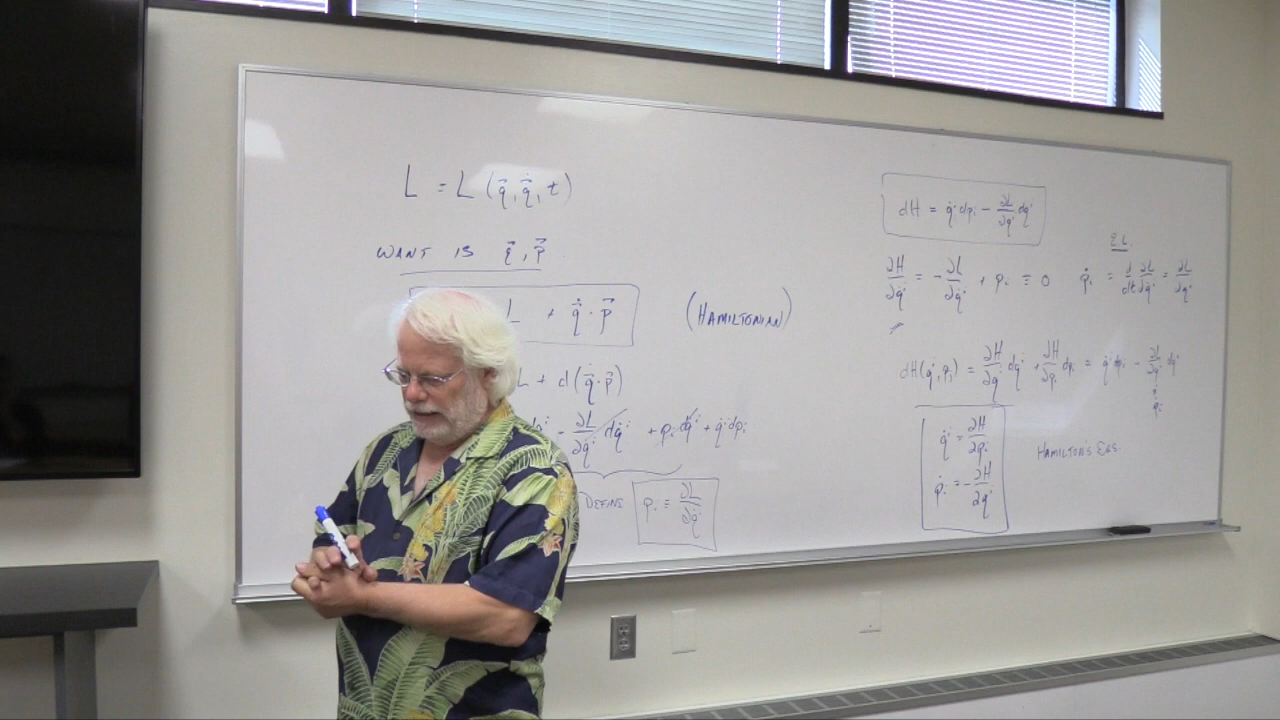 L = L (q⃗, q̇⃗, t)
WANT IS q⃗, p⃗
L + q̇⃗ · p⃗
(HAMILTONIAN)
L + d(q̇⃗ · p⃗)
- ∂L/∂q̇ⁱ dq̇ⁱ + pᵢ dq̇ⁱ + q̇ⁱ dpᵢ
DEFINE pᵢ ≡ ∂L/∂q̇ⁱ
dH = q̇ⁱ dpᵢ - ∂L/∂qⁱ dqⁱ
E.L.
∂H/∂q̇ⁱ = - ∂L/∂q̇ⁱ + pᵢ ≡ 0 ṗᵢ = d/dt ∂L/∂q̇ⁱ = ∂L/∂qⁱ
dH(qⁱ, pᵢ) = ∂H/∂qⁱ dqⁱ + ∂H/∂pᵢ dpᵢ = q̇ⁱ dpᵢ - ∂L/∂qⁱ dqⁱ
q̇ⁱ = ∂H/∂pᵢ
HAMILTON'S EQS.
ṗᵢ = - ∂H/∂qⁱ